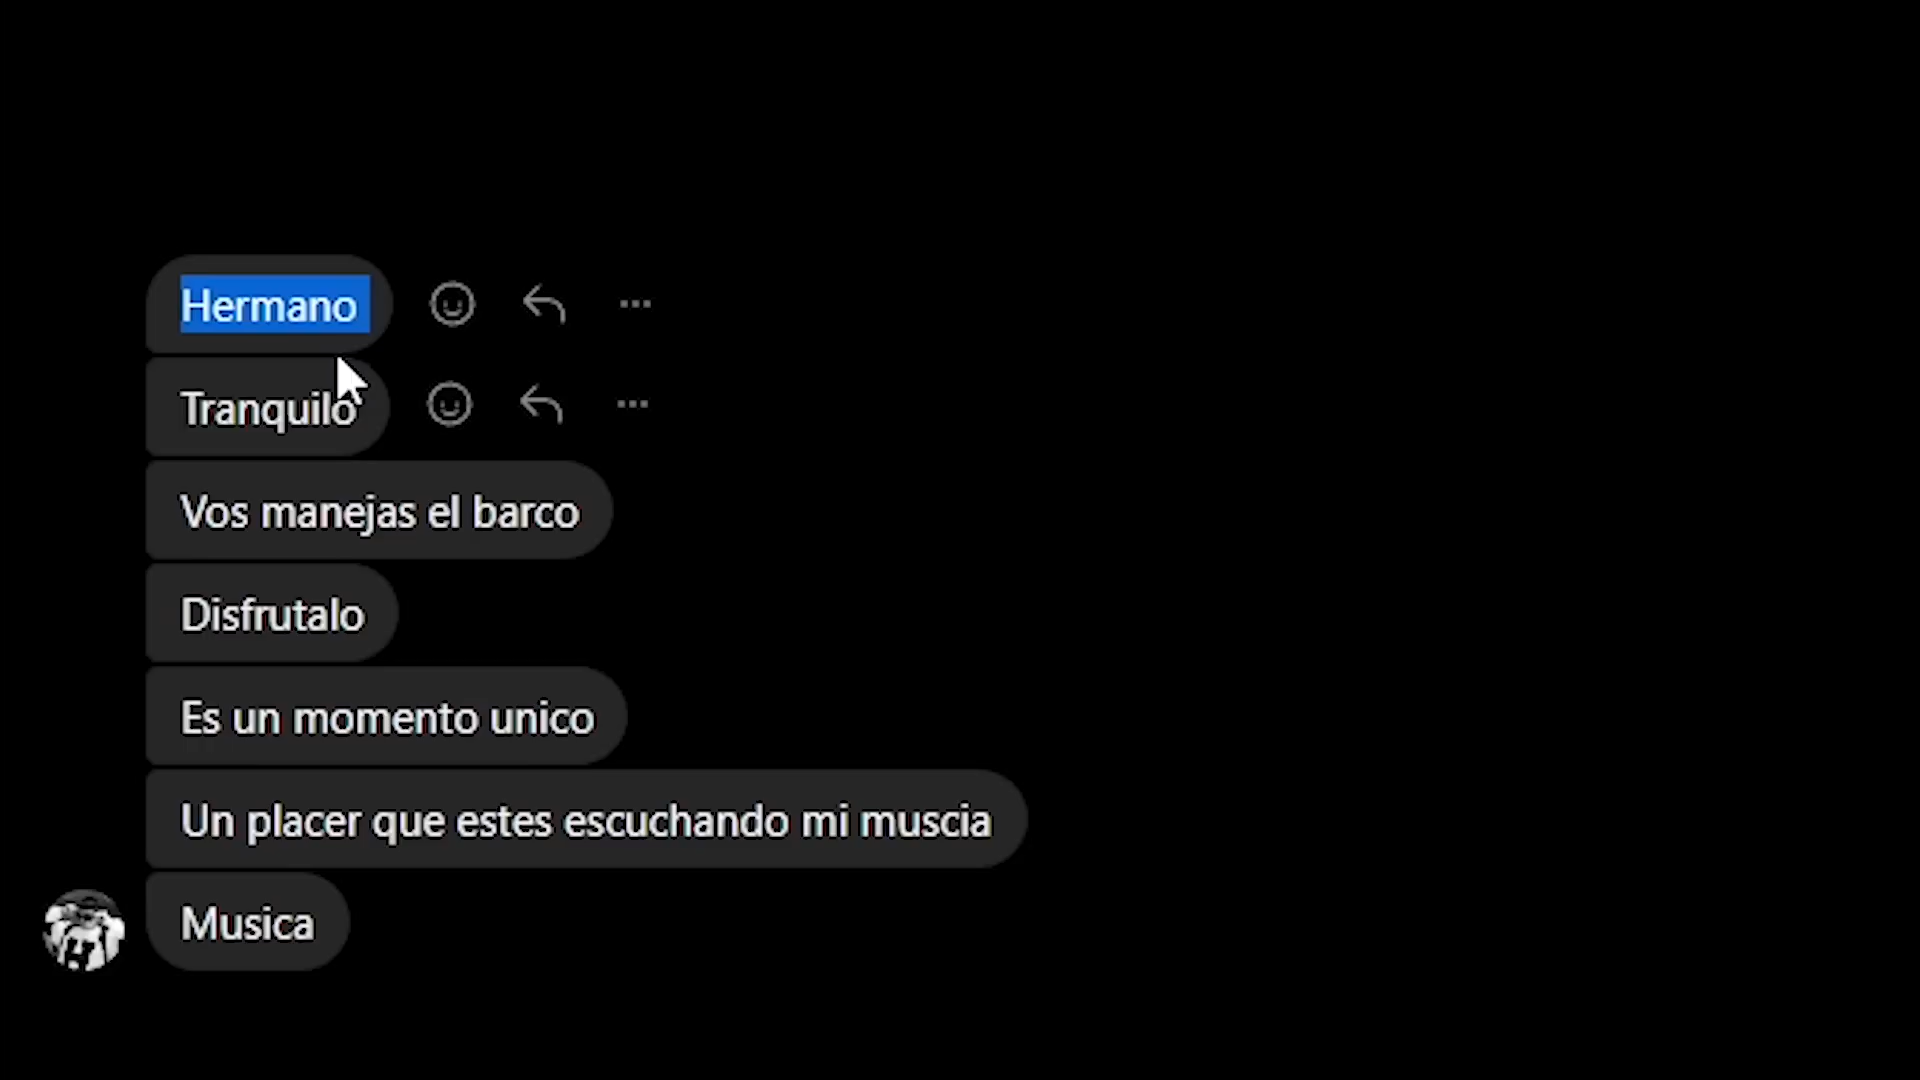 Hermano
Tranquilo
Vos manejas el barco
Disfrutalo
Es un momento unico
Un placer que estes escuchando mi muscia
Musica